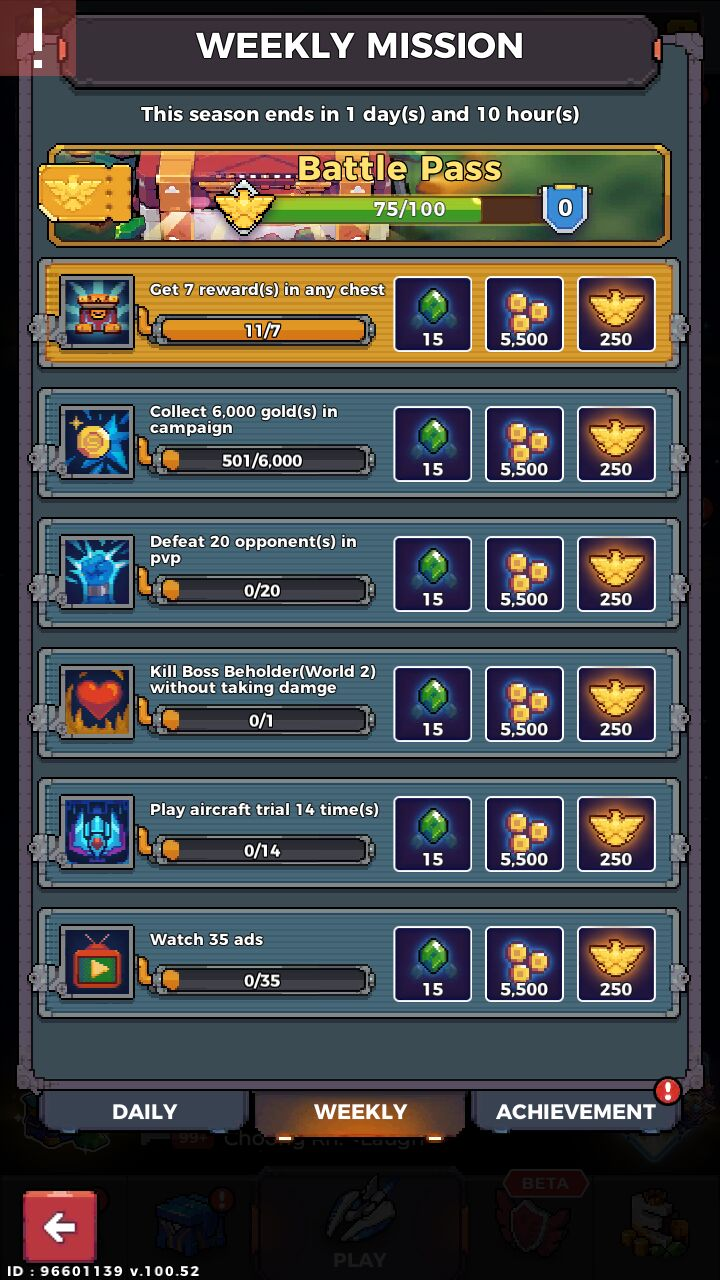 !
WEEKLY MISSION
This season ends in 1 day(s) and 10 hour(s)
Battle Pass
75/100
0
Get 7 reward(s) in any chest
11/7
15
5,500
250
Collect 6,000 gold(s) in
campaign
501/6,000
15
5,500
250
Defeat 20 opponent(s) in
pvp
0/20
15
5,500
250
Kill Boss Beholder(World 2)
without taking damge
0/1
15
5,500
250
Play aircraft trial 14 time(s)
0/14
15
5,500
250
Watch 35 ads
0/35
15
5,500
250
DAILY
WEEKLY
ACHIEVEMENT
!
99+
BETA
PLAY
ID : 96601139 v.100.52